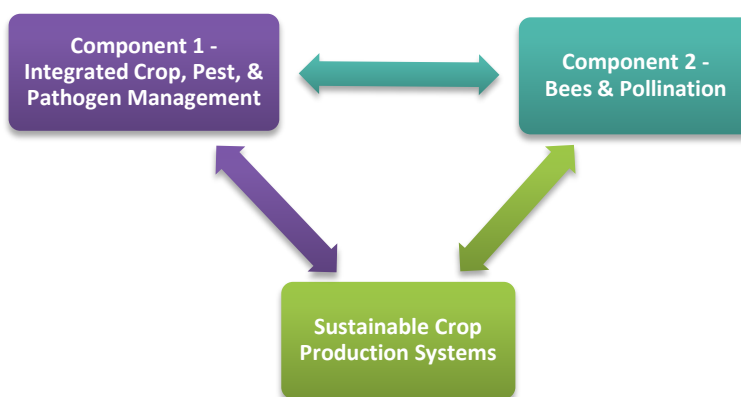 Component 1 -
Integrated Crop, Pest, &
Pathogen Management
Component 2 -
Bees & Pollination
Sustainable Crop
Production Systems